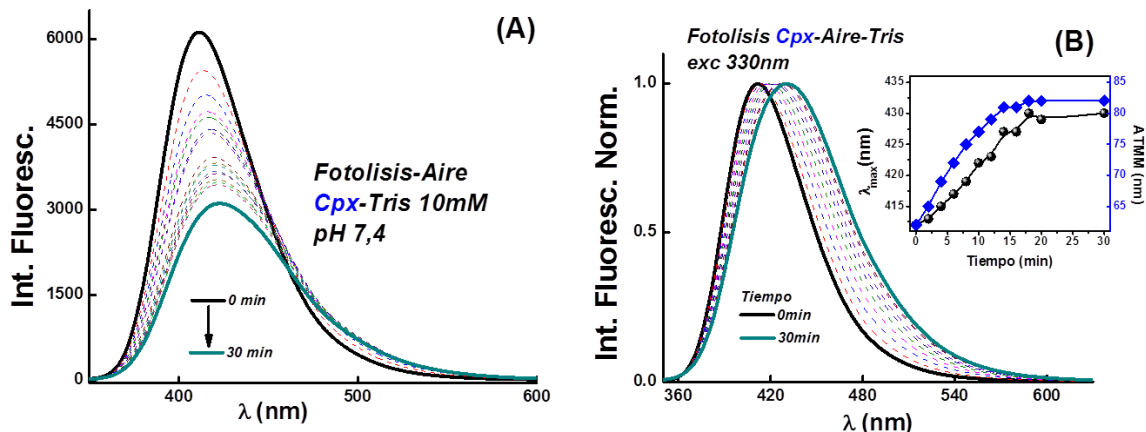 (A)
6000
4500
3000
1500
0
Int. Fluoresc.
Fotolisis-Aire
Cpx-Tris 10mM
pH 7,4
0 min
30 min
400
500
600
λ (nm)
(B)
Fotolisis Cpx-Aire-Tris
exc 330nm
1.0
0.5
0.0
Int. Fluoresc. Norm.
Tiempo
0min
30min
360
420
480
540
600
λ (nm)
435
430
425
420
415
λmax(nm)
85
80
75
70
65
ATMM (nm)
0
5
10
15
20
25
30
Tiempo (min)